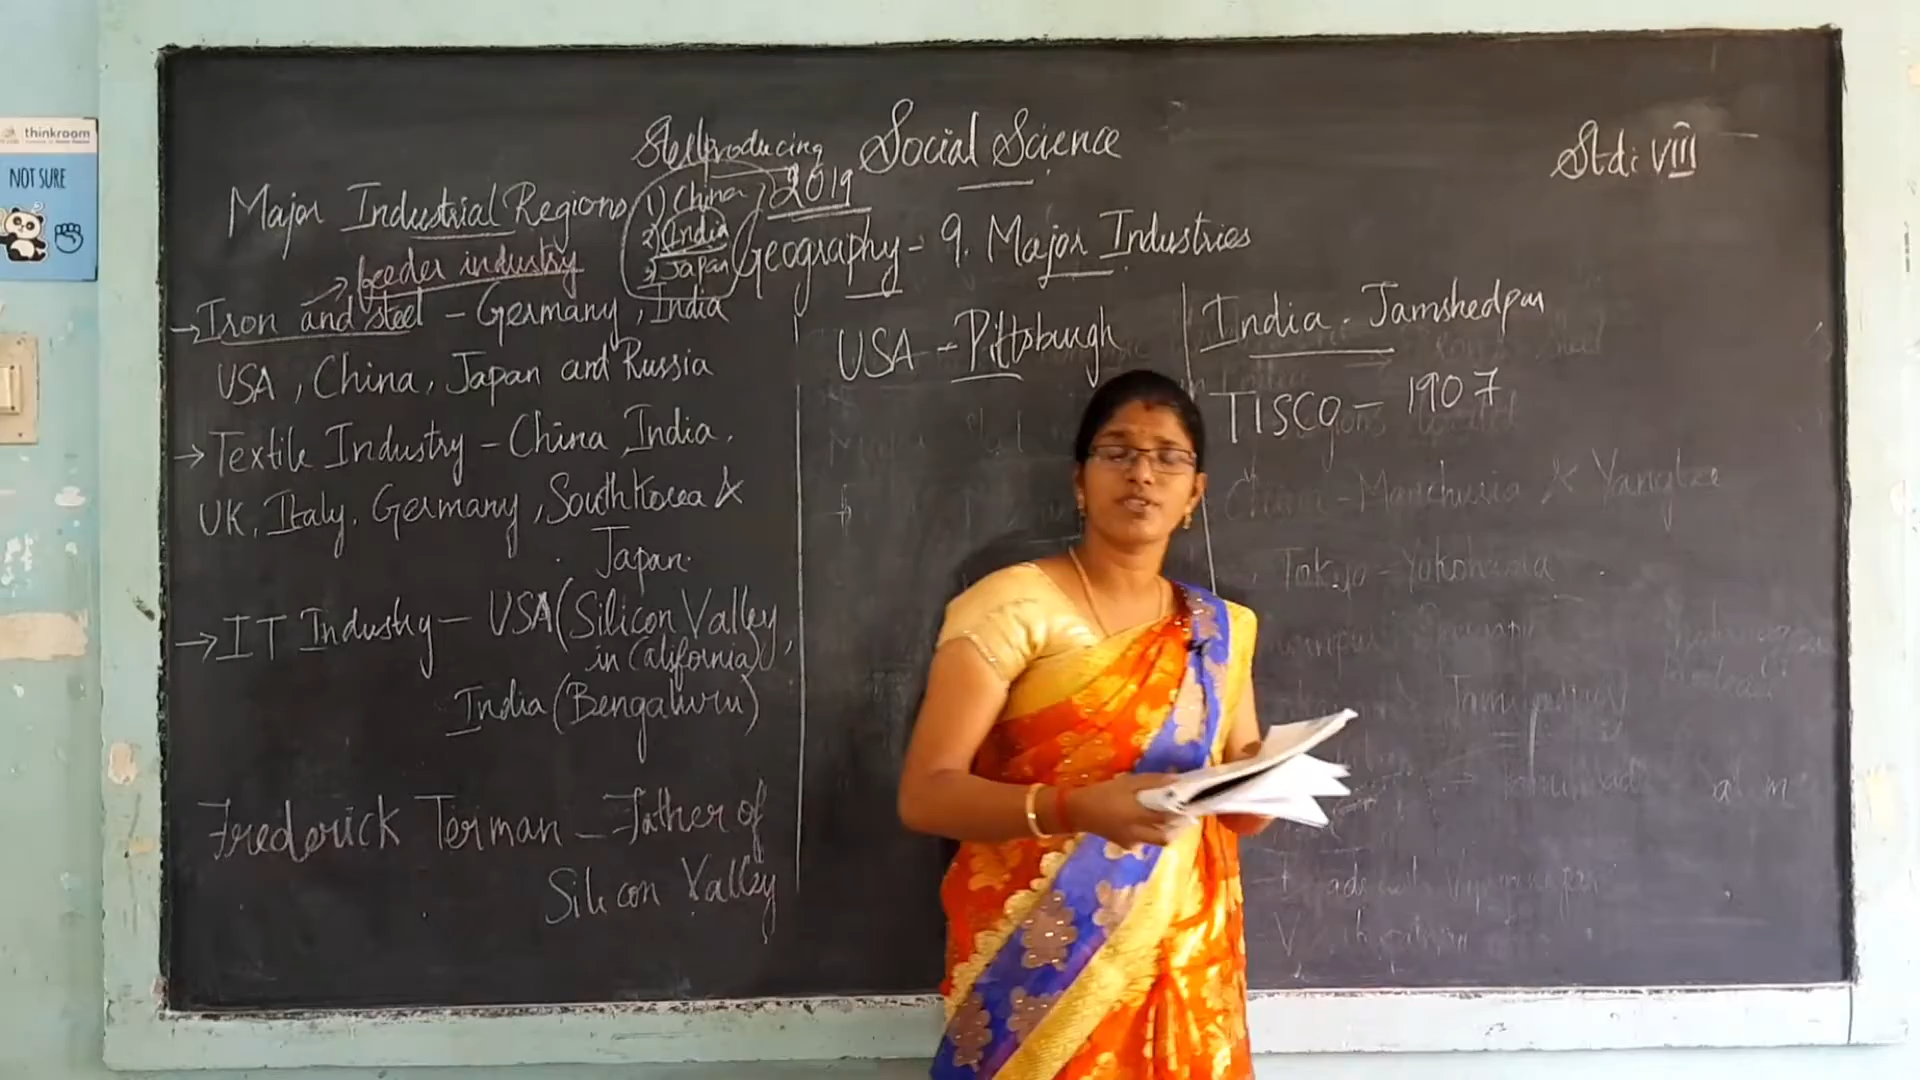 thinkroom
NOT SURE
Social Science
Std: VIII
Steel producing
2019
1) China
2) India
3) Japan
Geography - 9. Major Industries
Major Industrial Regions
→ feeder industry
→ Iron and steel - Germany, India
USA, China, Japan and Russia
→ Textile Industry - China, India,
UK, Italy, Germany, South Korea &
Japan.
→ IT Industry - USA (Silicon Valley,
in California)
India (Bengaluru)
Frederick Terman - Father of
Silicon Valley
USA - Pittsburgh
India - Jamshedpur
TISCO - 1907
China - Manchuria & Yangtze
Tokyo - Yokohama